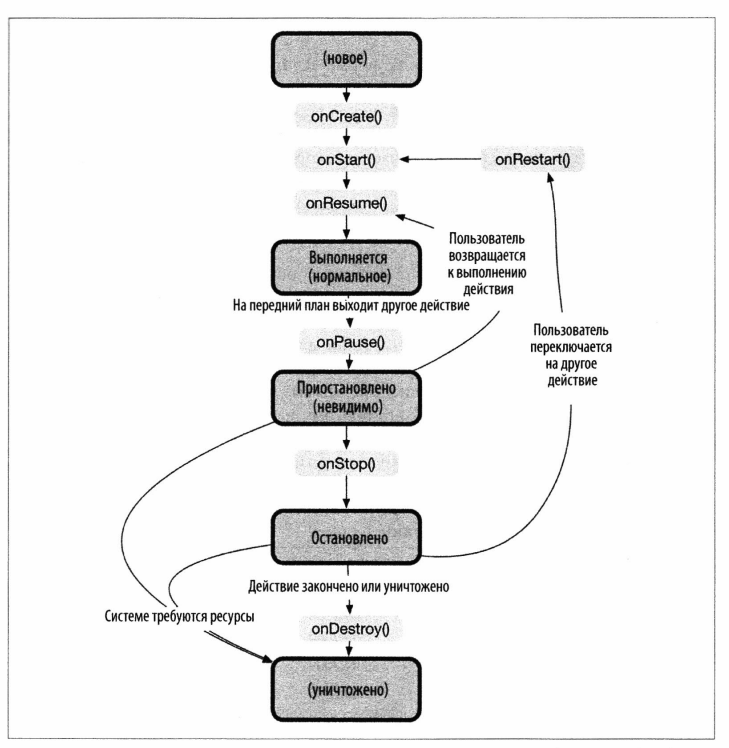 (новое)
onCreate()
onStart()
onRestart()
onResume()
Пользователь
возвращается
к выполнению
действия
Выполняется
(нормальное)
На передний план выходит другое действие
onPause()
Пользователь
переключается
на другое
действие
Приостановлено
(невидимо)
onStop()
Остановлено
Действие закончено или уничтожено
Системе требуются ресурсы
onDestroy()
(уничтожено)